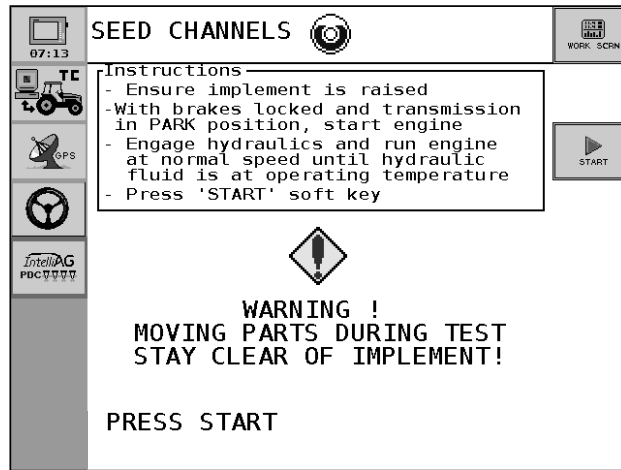 07:13
SEED CHANNELS
WORK SCRN
TC
GPS
IntelliAG
PDC
Instructions
- Ensure implement is raised
-With brakes locked and transmission
in PARK position, start engine
- Engage hydraulics and run engine
at normal speed until hydraulic
fluid is at operating temperature
- Press 'START' soft key
START
WARNING !
MOVING PARTS DURING TEST
STAY CLEAR OF IMPLEMENT!
PRESS START